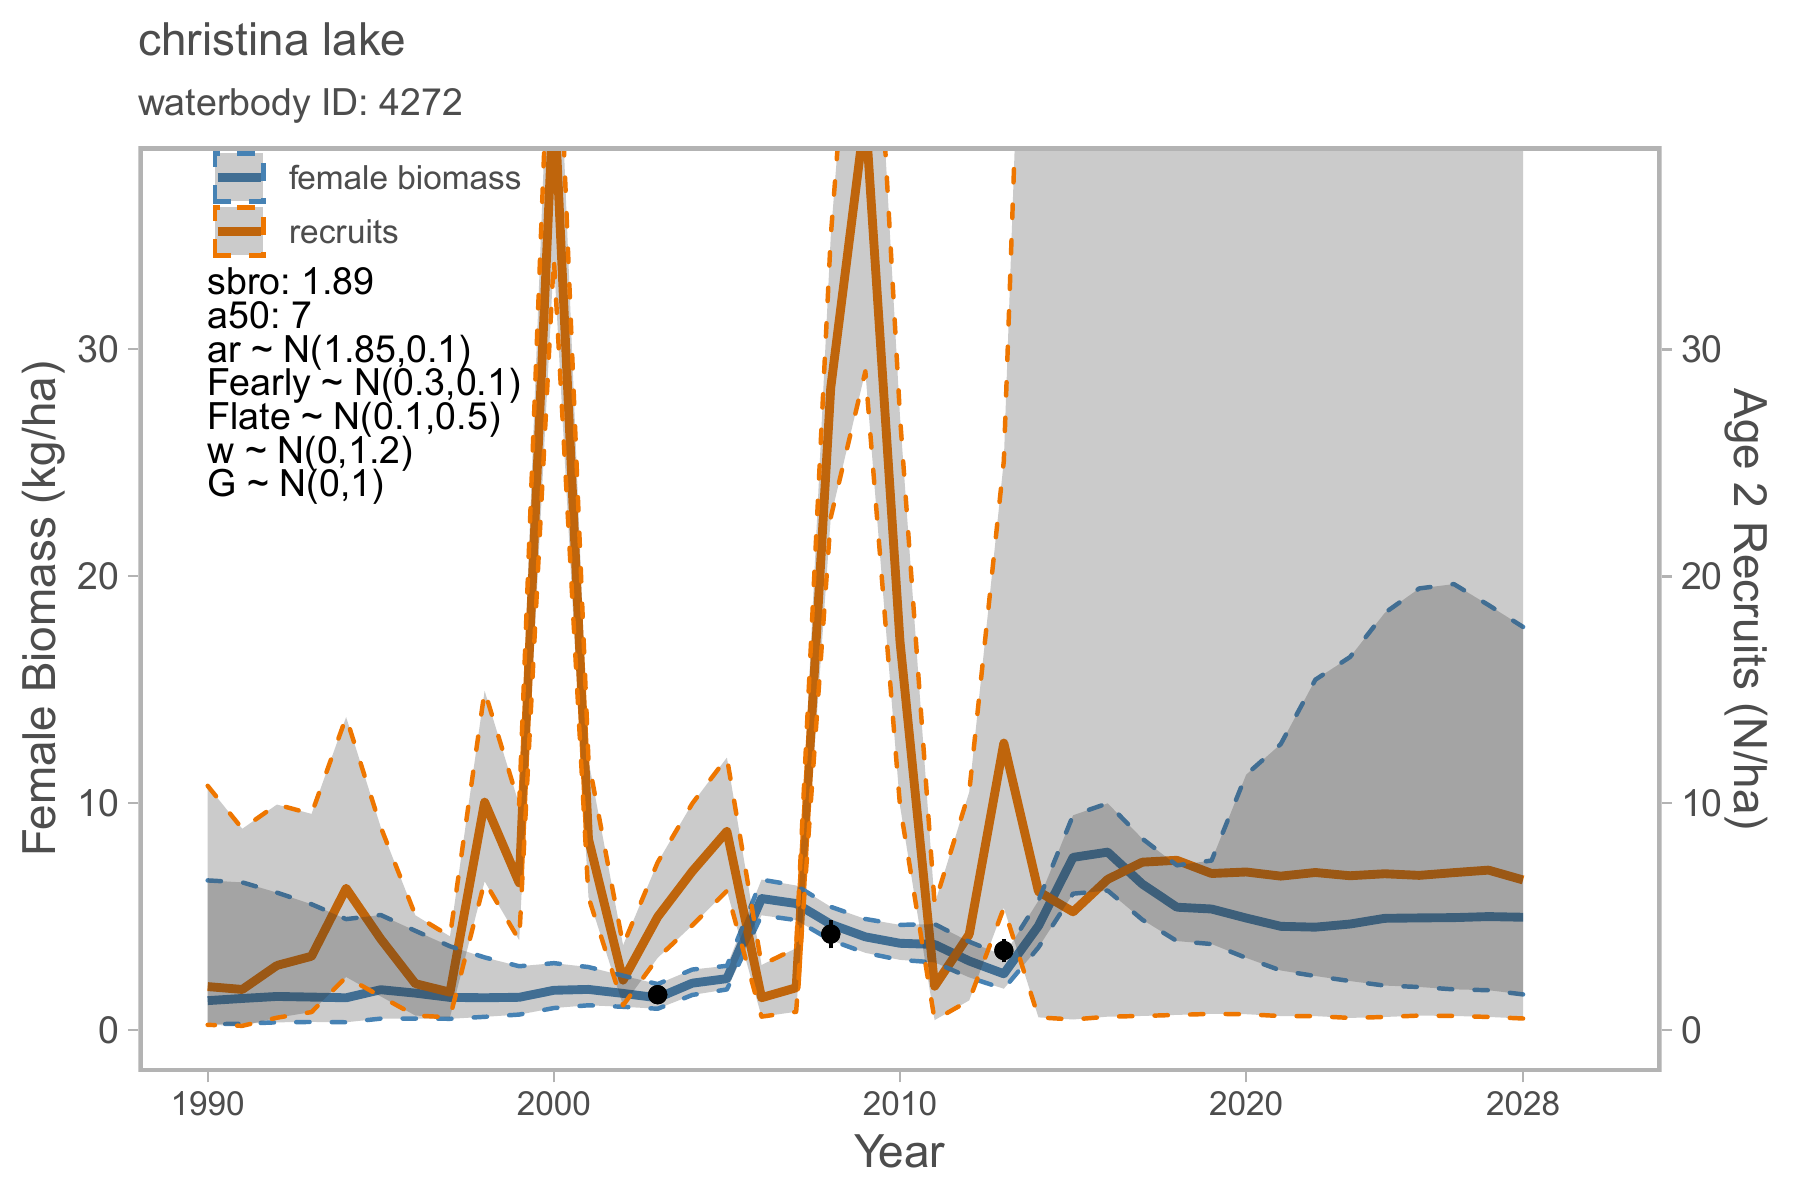 christina lake
waterbody ID: 4272
female biomass
recruits
sbro: 1.89
a50: 7
ar ~ N(1.85,0.1)
Fearly ~ N(0.3,0.1)
Flate ~ N(0.1,0.5)
w ~ N(0,1.2)
G ~ N(0,1)
Female Biomass (kg/ha)
30
20
10
0
30
20
10
0
Age 2 Recruits (N/ha)
1990
2000
2010
2020
2028
Year